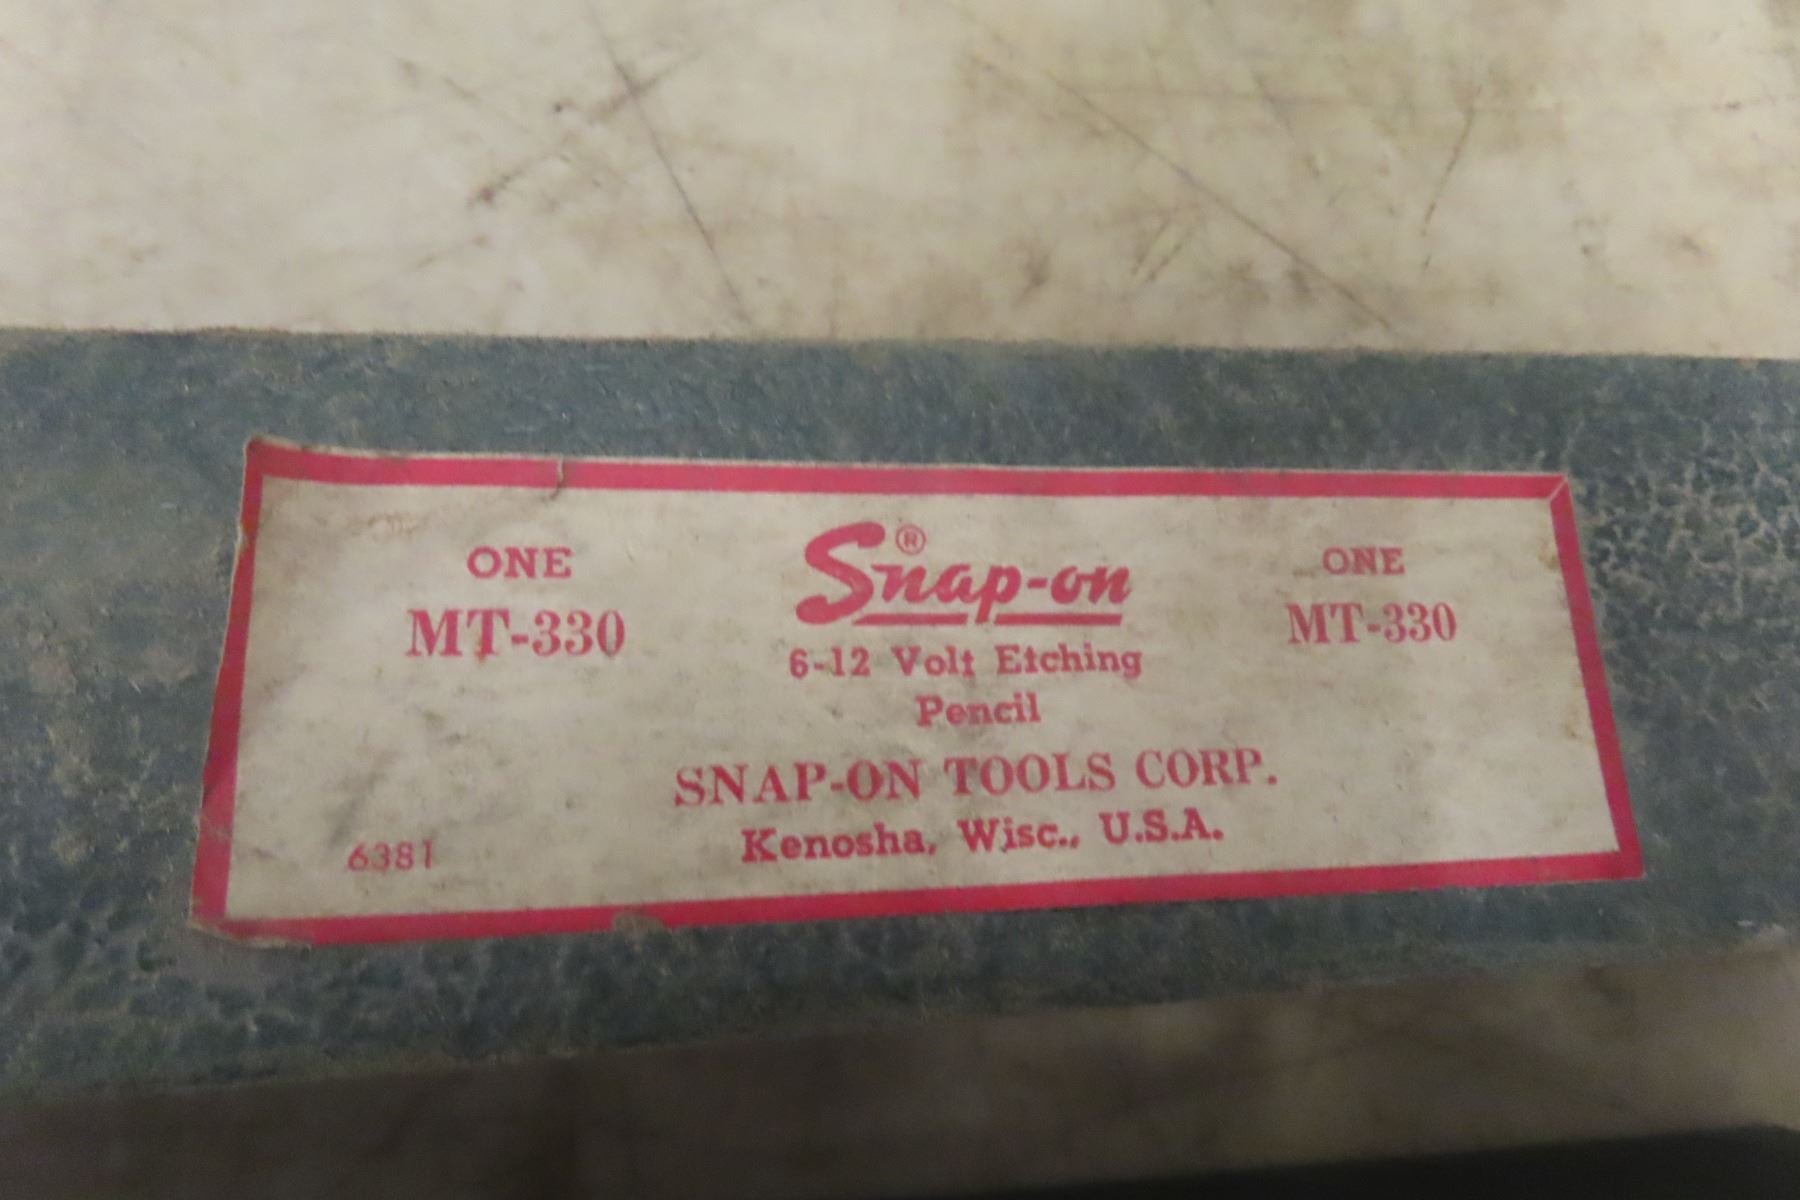 ONE Snap-on® ONE
MT-330 MT-330
6-12 Volt Etching
Pencil
SNAP-ON TOOLS CORP.
6381 Kenosha, Wisc., U.S.A.